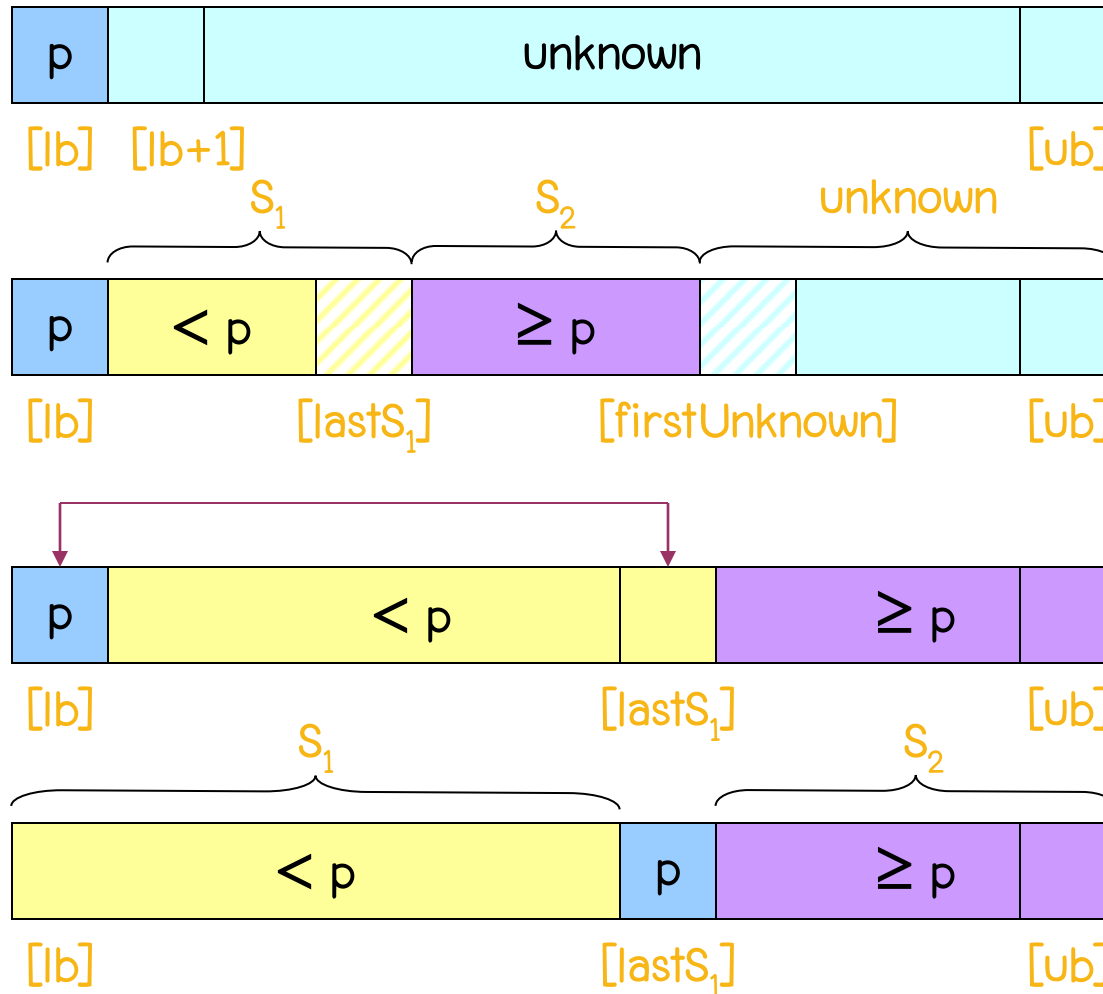 p unknown
[lb] [lb+1] [ub]
S₁ S₂ unknown
p < p ≥ p
[lb] [lastS₁] [firstUnknown] [ub]
p < p ≥ p
[lb] [lastS₁] [ub]
S₁ S₂
< p p ≥ p
[lb] [lastS₁] [ub]